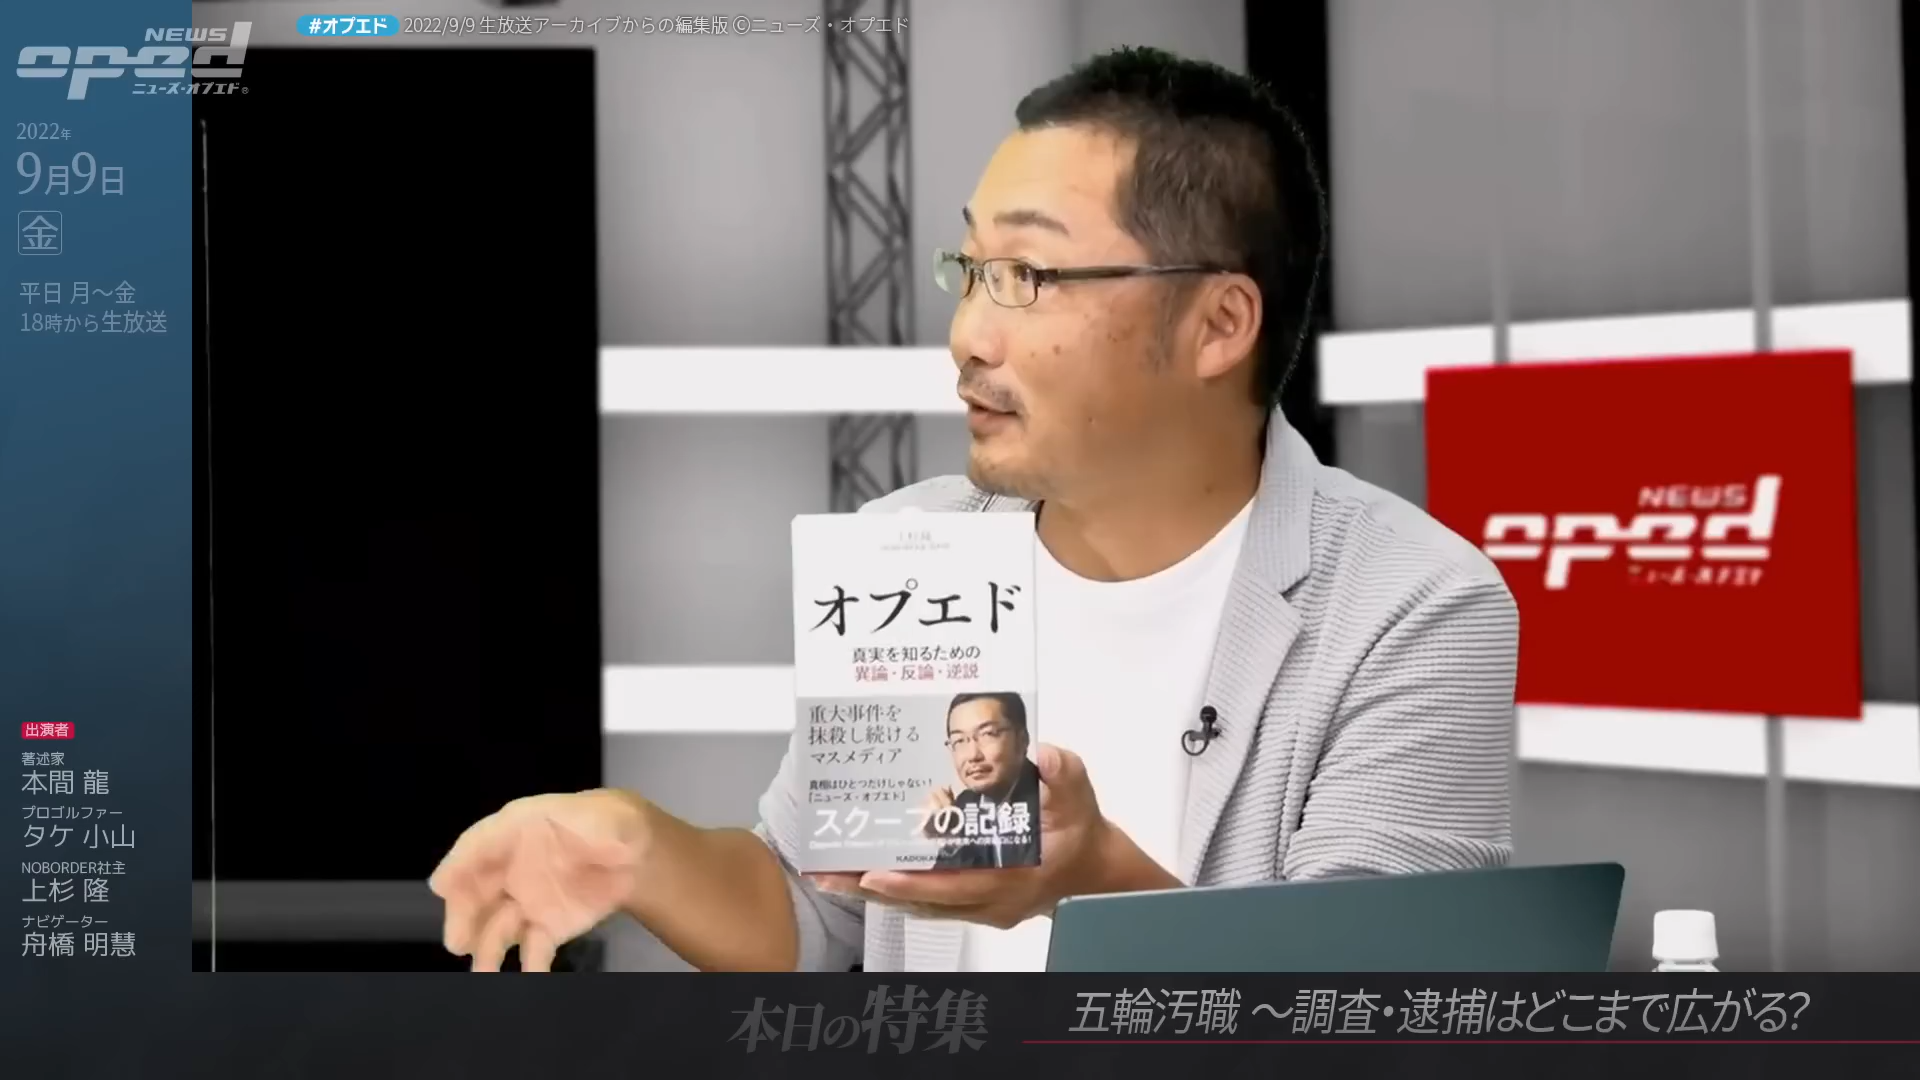 NEWS
oped
ニューズ・オプエド®
#オプエド 2022/9/9 生放送アーカイブからの編集版 Ⓒニューズ・オプエド
2022年
9月9日
金
平日 月〜金
18時から生放送
出演者
著述家
本間 龍
プロゴルファー
タケ 小山
NOBORDER社主
上杉 隆
ナビゲーター
舟橋 明慧
上杉隆
オプエド
真実を知るための
異論・反論・逆説
重大事件を
抹殺し続ける
マスメディア
真相はひとつだけじゃない！
「ニューズ・オプエド」
スクープの記録
KADOKAWA
NEWS
oped
ニューズ・オプエド
本日の特集
五輪汚職 〜調査・逮捕はどこまで広がる？